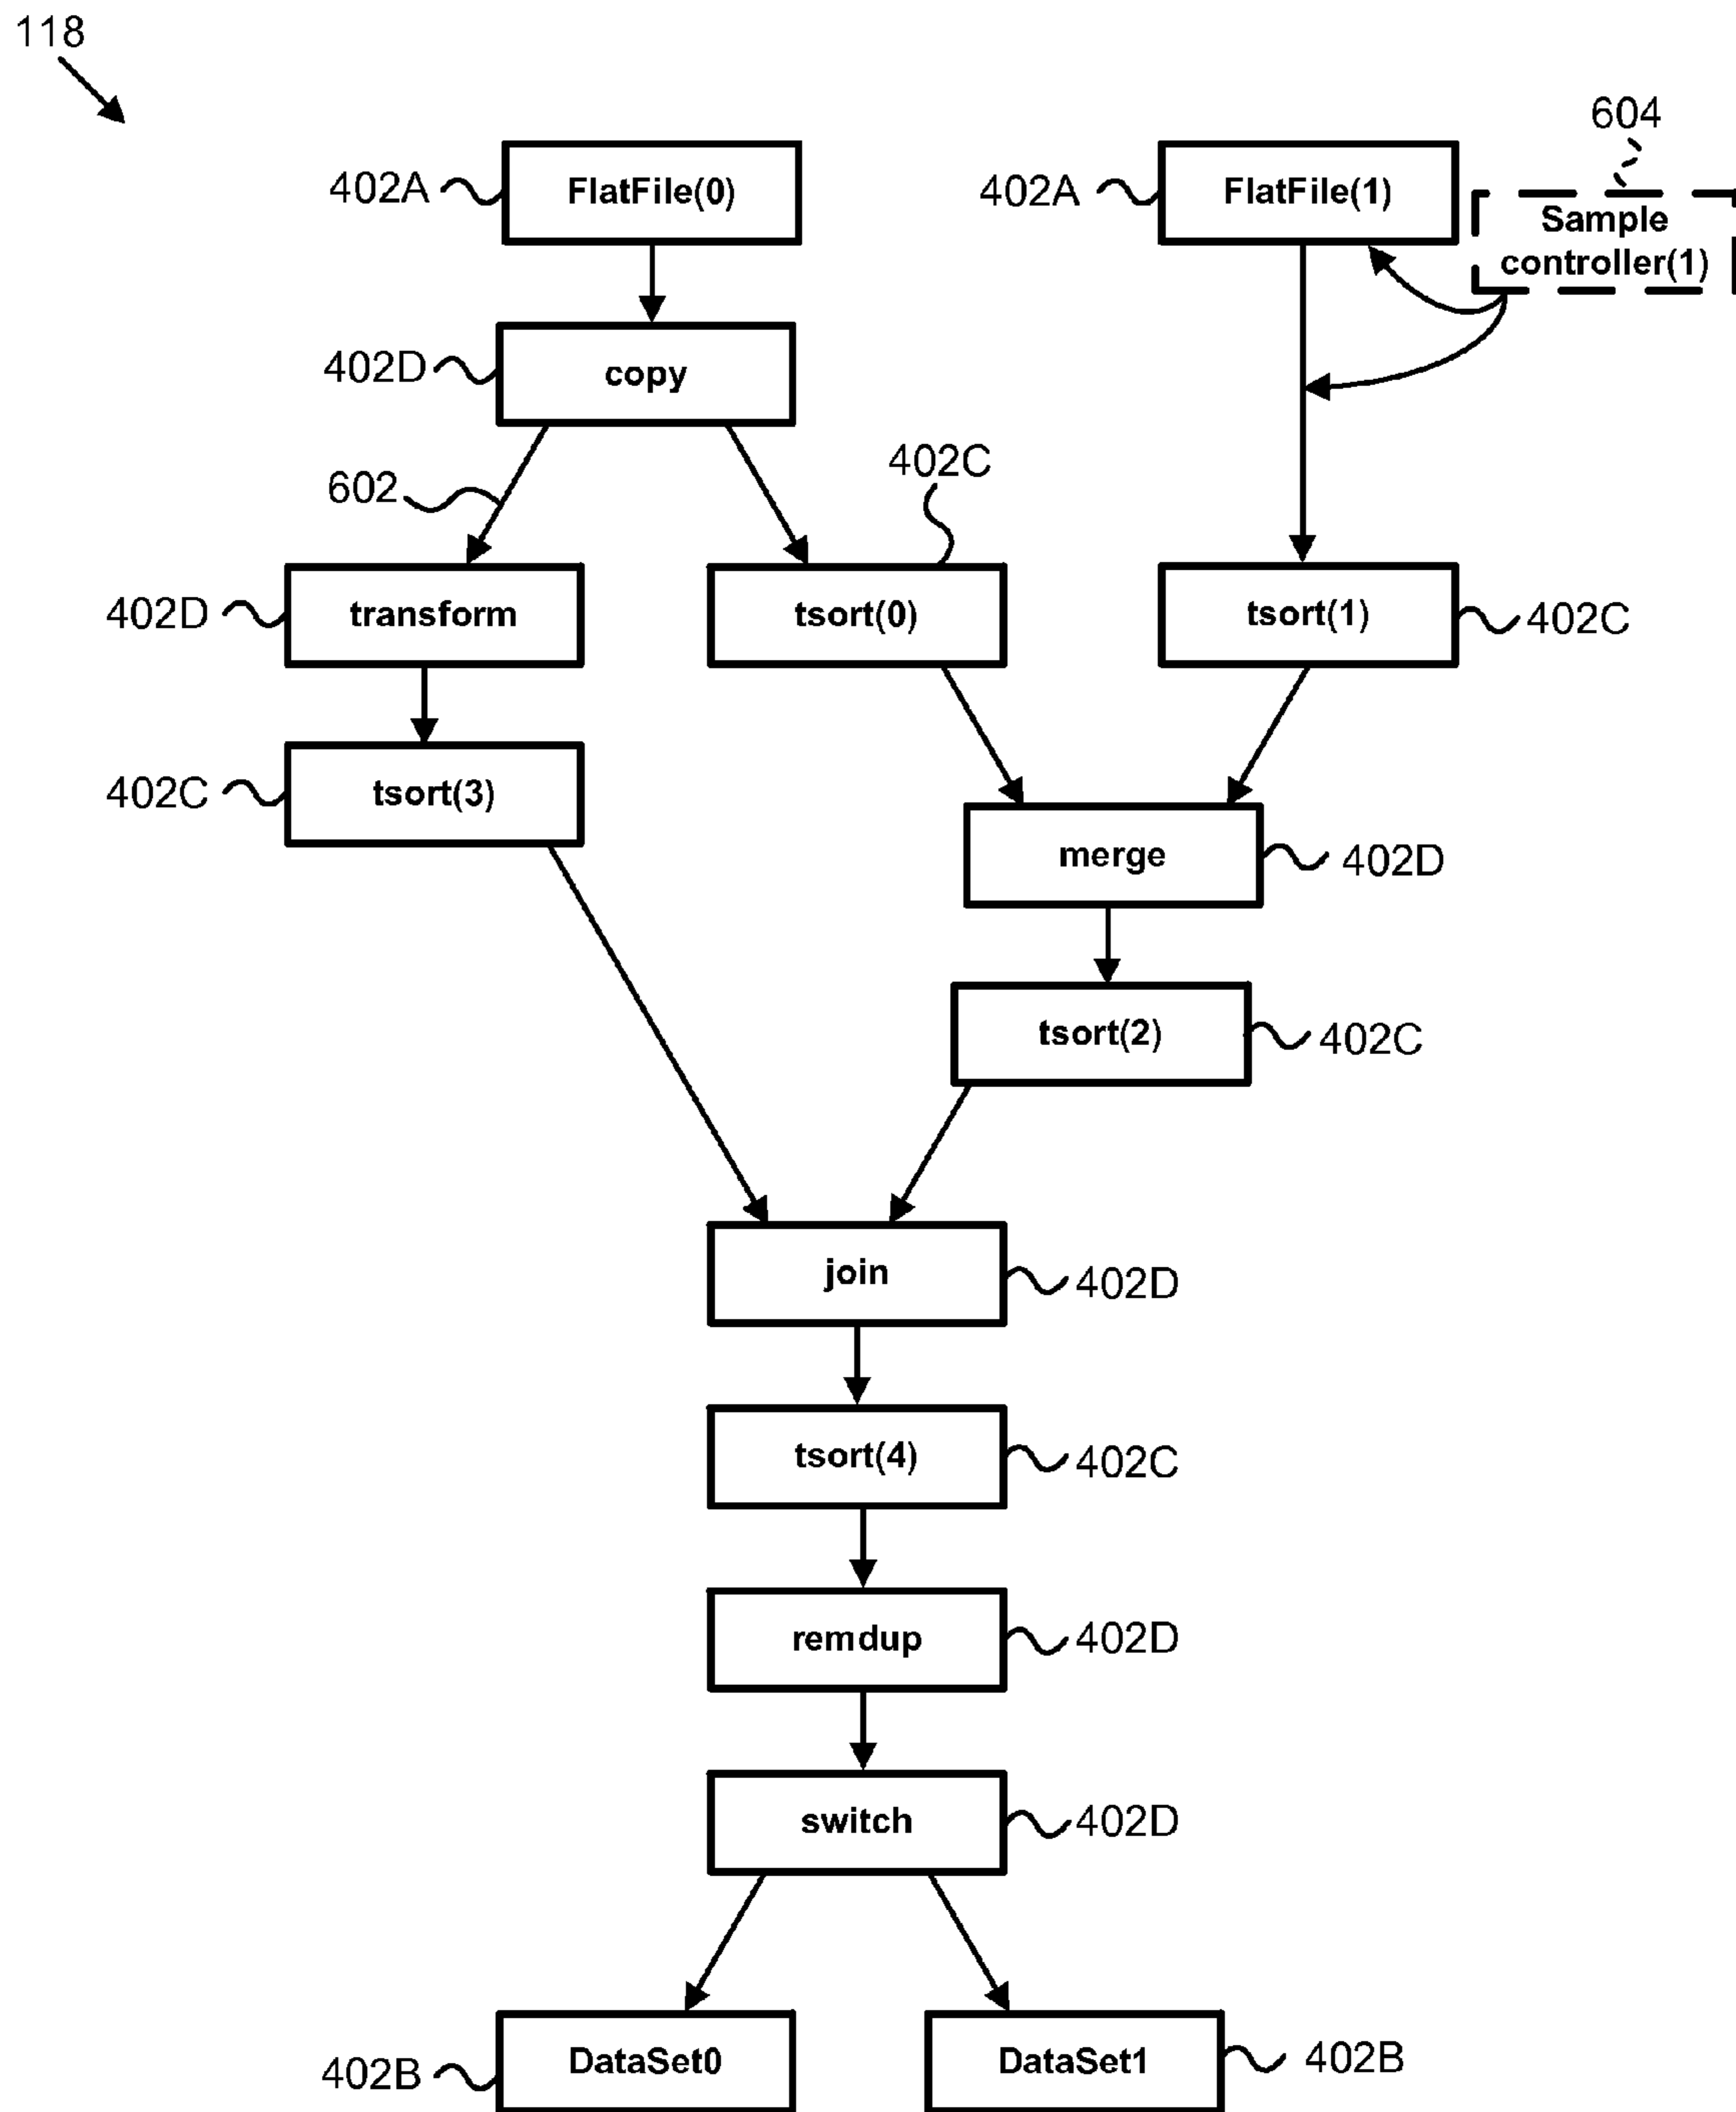 118
604
402A
FlatFile(0)
402A
FlatFile(1)
Sample
controller(1)
402D
copy
402C
602
402D
transform
tsort(0)
tsort(1)
402C
402C
tsort(3)
merge
402D
tsort(2)
402C
join
402D
tsort(4)
402C
remdup
402D
switch
402D
402B
DataSet0
DataSet1
402B